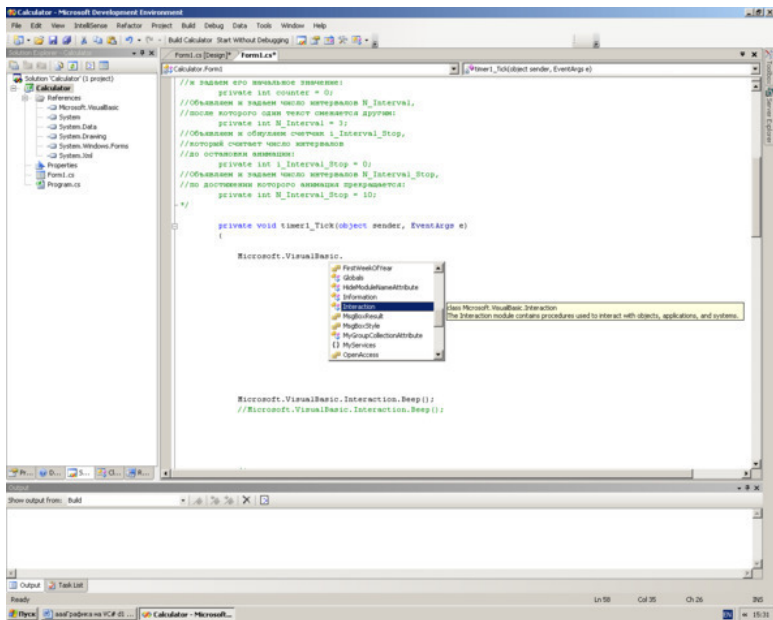 Calculator - Microsoft Development Environment
File Edit View IntelliSense Refactor Project Build Debug Data Tools Window Help
Build Calculator Start Without Debugging
Solution Explorer - Calculator
Form1.cs [Design]* Form1.cs*
Calculator.Form1
timer1_Tick(object sender, EventArgs e)
Solution 'Calculator' (1 project)
Calculator
References
Microsoft.VisualBasic
System
System.Data
System.Drawing
System.Windows.Forms
System.Xml
Properties
Form1.cs
Program.cs
//и задаем его начальное значение:
private int counter = 0;
//Объявляем и задаем число интервалов N_Interval,
//после которого один текст сменяется другим:
private int N_Interval = 3;
//Объявляем и обнуляем счетчик i_Interval_Stop,
//который считает число интервалов
//до остановки анимации:
private int i_Interval_Stop = 0;
//Объявляем и задаем число интервалов N_Interval_Stop,
//по достижении которого анимация прекращается:
private int N_Interval_Stop = 10;
*/
private void timer1_Tick(object sender, EventArgs e)
{
Microsoft.VisualBasic.
FirstWeekOfYear
Globals
HideModuleNameAttribute
Information
Interaction
MsgBoxResult
MsgBoxStyle
MyGroupCollectionAttribute
{} MyServices
OpenAccess
class Microsoft.VisualBasic.Interaction
The Interaction module contains procedures used to interact with objects, applications, and systems.
Microsoft.VisualBasic.Interaction.Beep();
//Microsoft.VisualBasic.Interaction.Beep();
Pr... D... S... Cl... R...
Output
Show output from: Build
Output Task List
Ready
Ln 58 Col 35 Ch 26 INS
Пуск
Calculator - Microsoft...
EN
15:31
Toolbox
Server Explorer